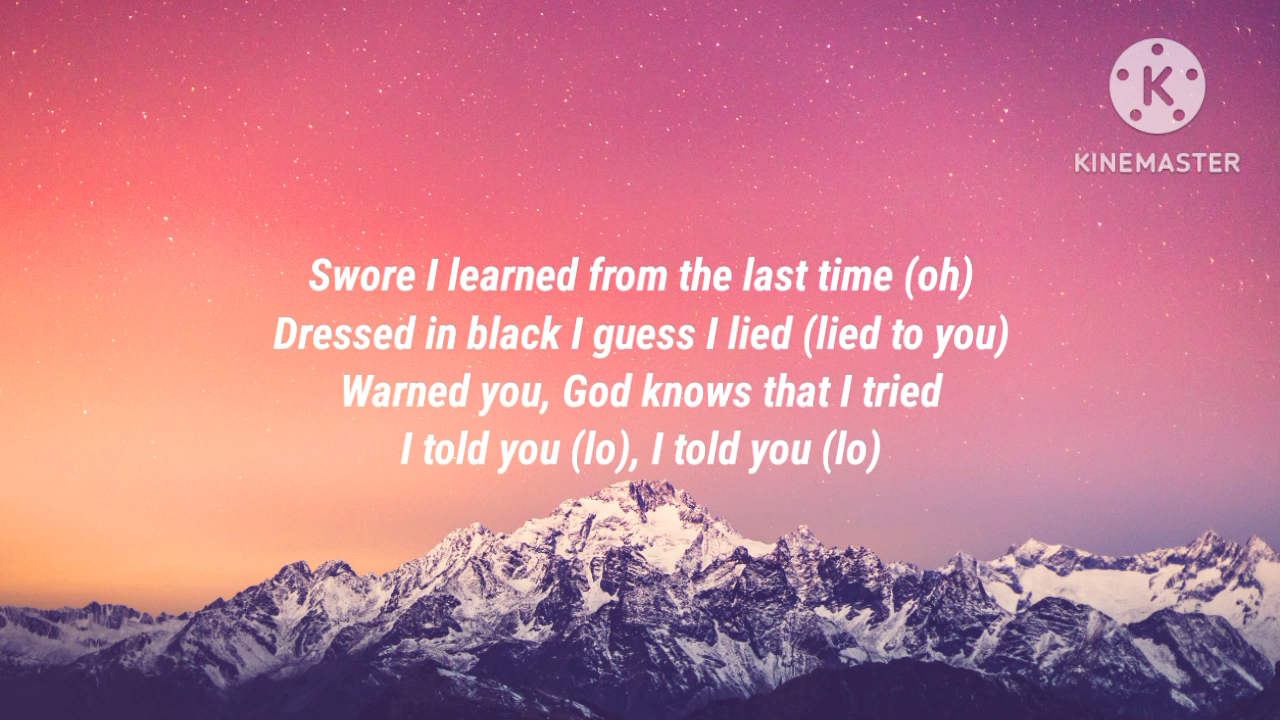 K
KINEMASTER
Swore I learned from the last time (oh)
Dressed in black I guess I lied (lied to you)
Warned you, God knows that I tried
I told you (lo), I told you (lo)